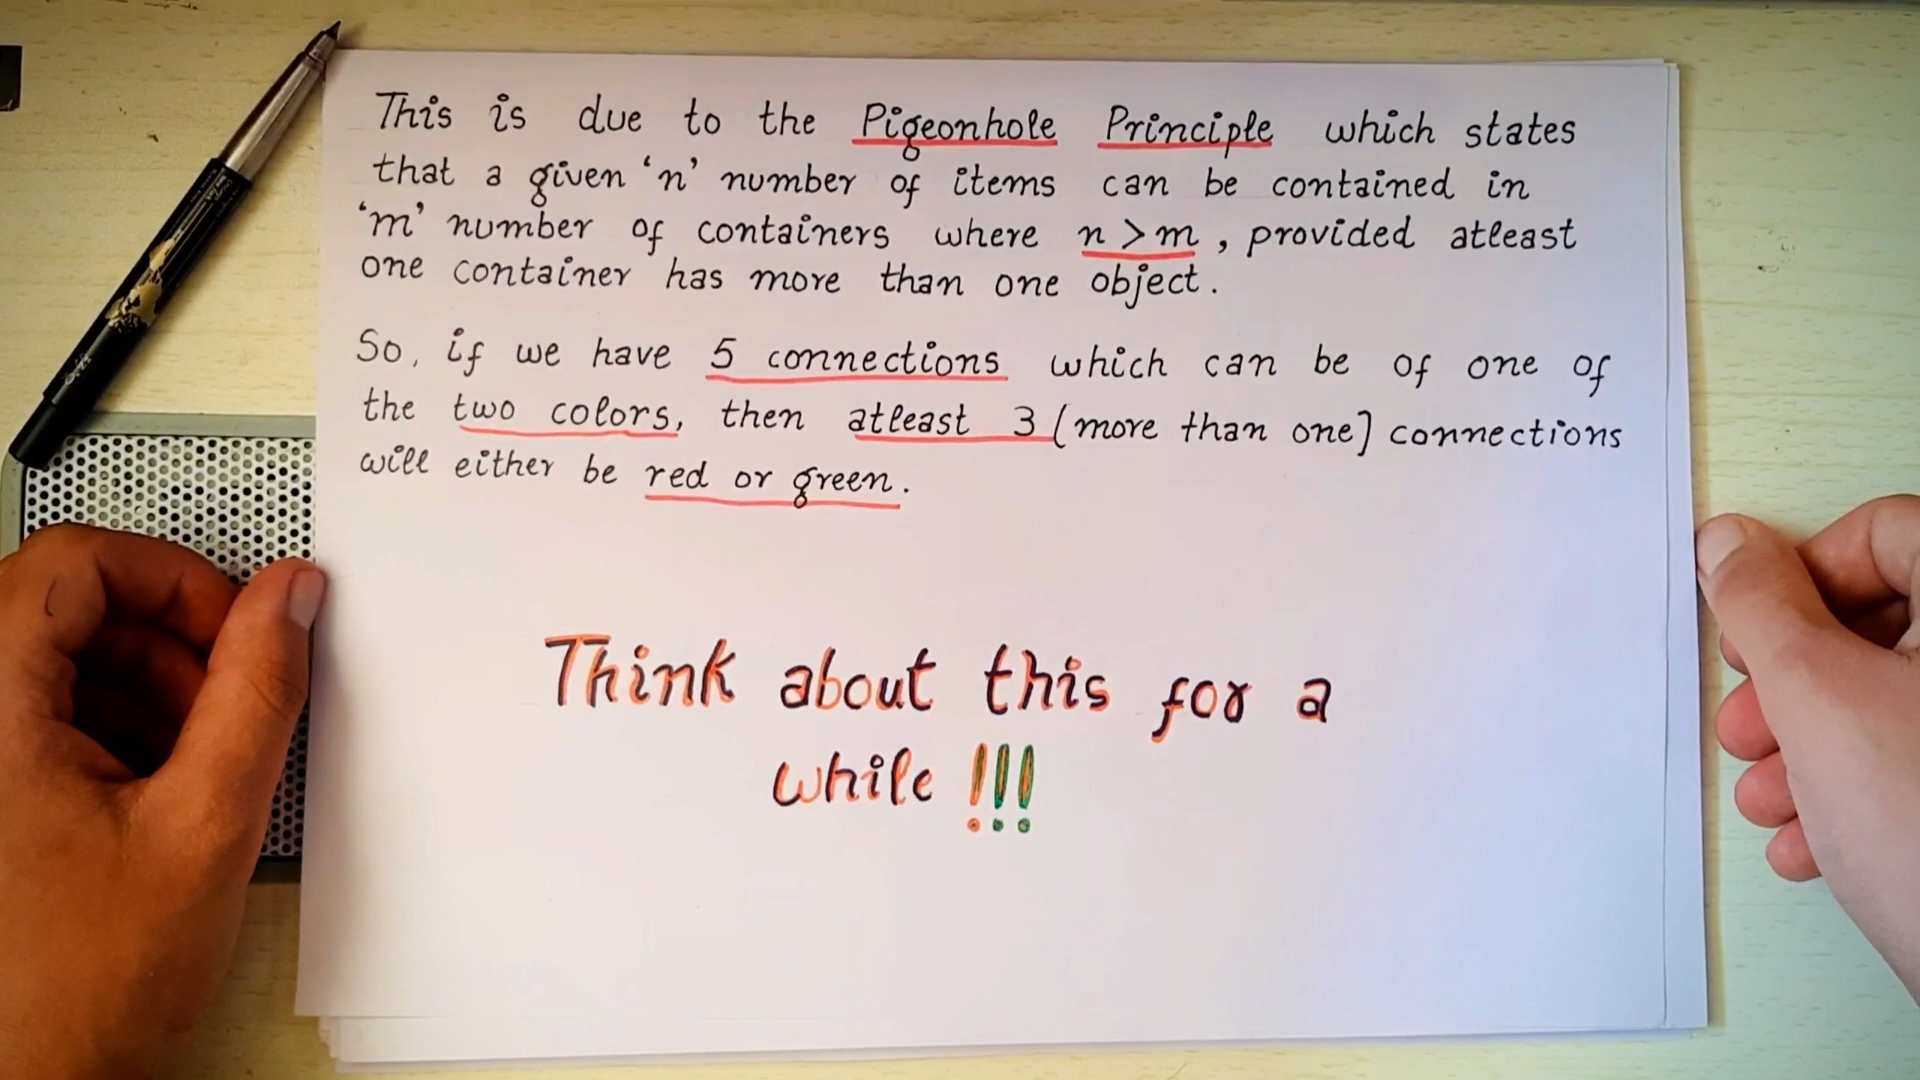 This is due to the Pigeonhole Principle which states
that a given ‘n’ number of items can be contained in
‘m’ number of containers where n > m , provided atleast
one container has more than one object.
So, if we have 5 connections which can be of one of
the two colors, then atleast 3 (more than one) connections
will either be red or green.
Think about this for a
while !!!